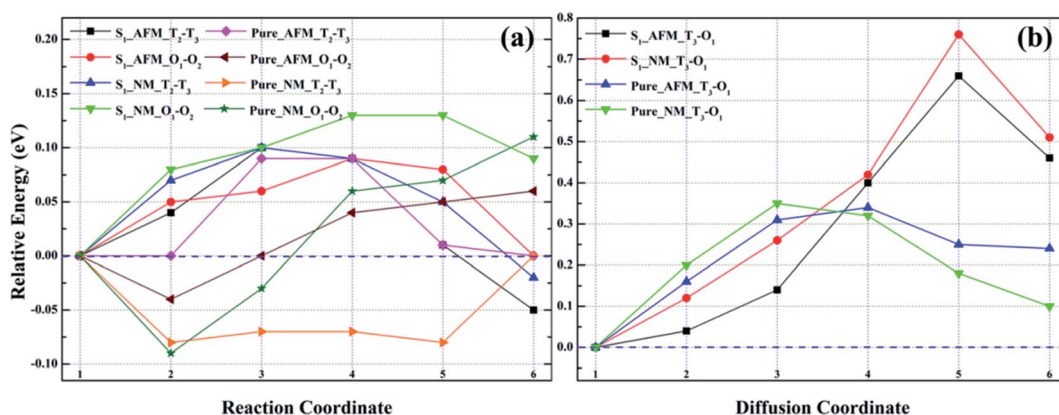 (a)
S₁_AFM_T₂-T₃
S₁_AFM_O₁-O₂
S₁_NM_T₂-T₃
S₁_NM_O₁-O₂
Pure_AFM_T₂-T₃
Pure_AFM_O₁-O₂
Pure_NM_T₂-T₃
Pure_NM_O₁-O₂
Relative Energy (eV)
0.20
0.15
0.10
0.05
0.00
-0.05
-0.10
1 2 3 4 5 6
Reaction Coordinate
(b)
S₁_AFM_T₃-O₁
S₁_NM_T₃-O₁
Pure_AFM_T₃-O₁
Pure_NM_T₃-O₁
0.8
0.7
0.6
0.5
0.4
0.3
0.2
0.1
0.0
1 2 3 4 5 6
Diffusion Coordinate